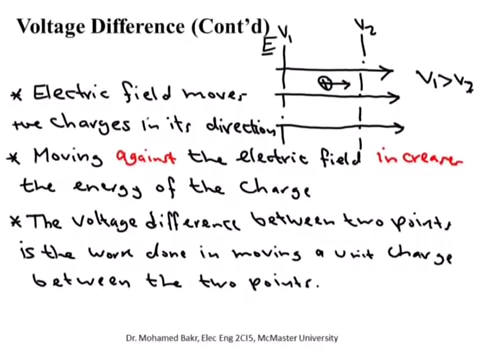 Voltage Difference (Cont'd)
E V1 V2
V1 > V2
+
* Electric field moves
+ve charges in its direction
* Moving against the electric field increases
the energy of the charge
* The voltage difference between two points
is the work done in moving a unit charge
between the two points.
Dr. Mohamed Bakr, Elec Eng 2CI5, McMaster University